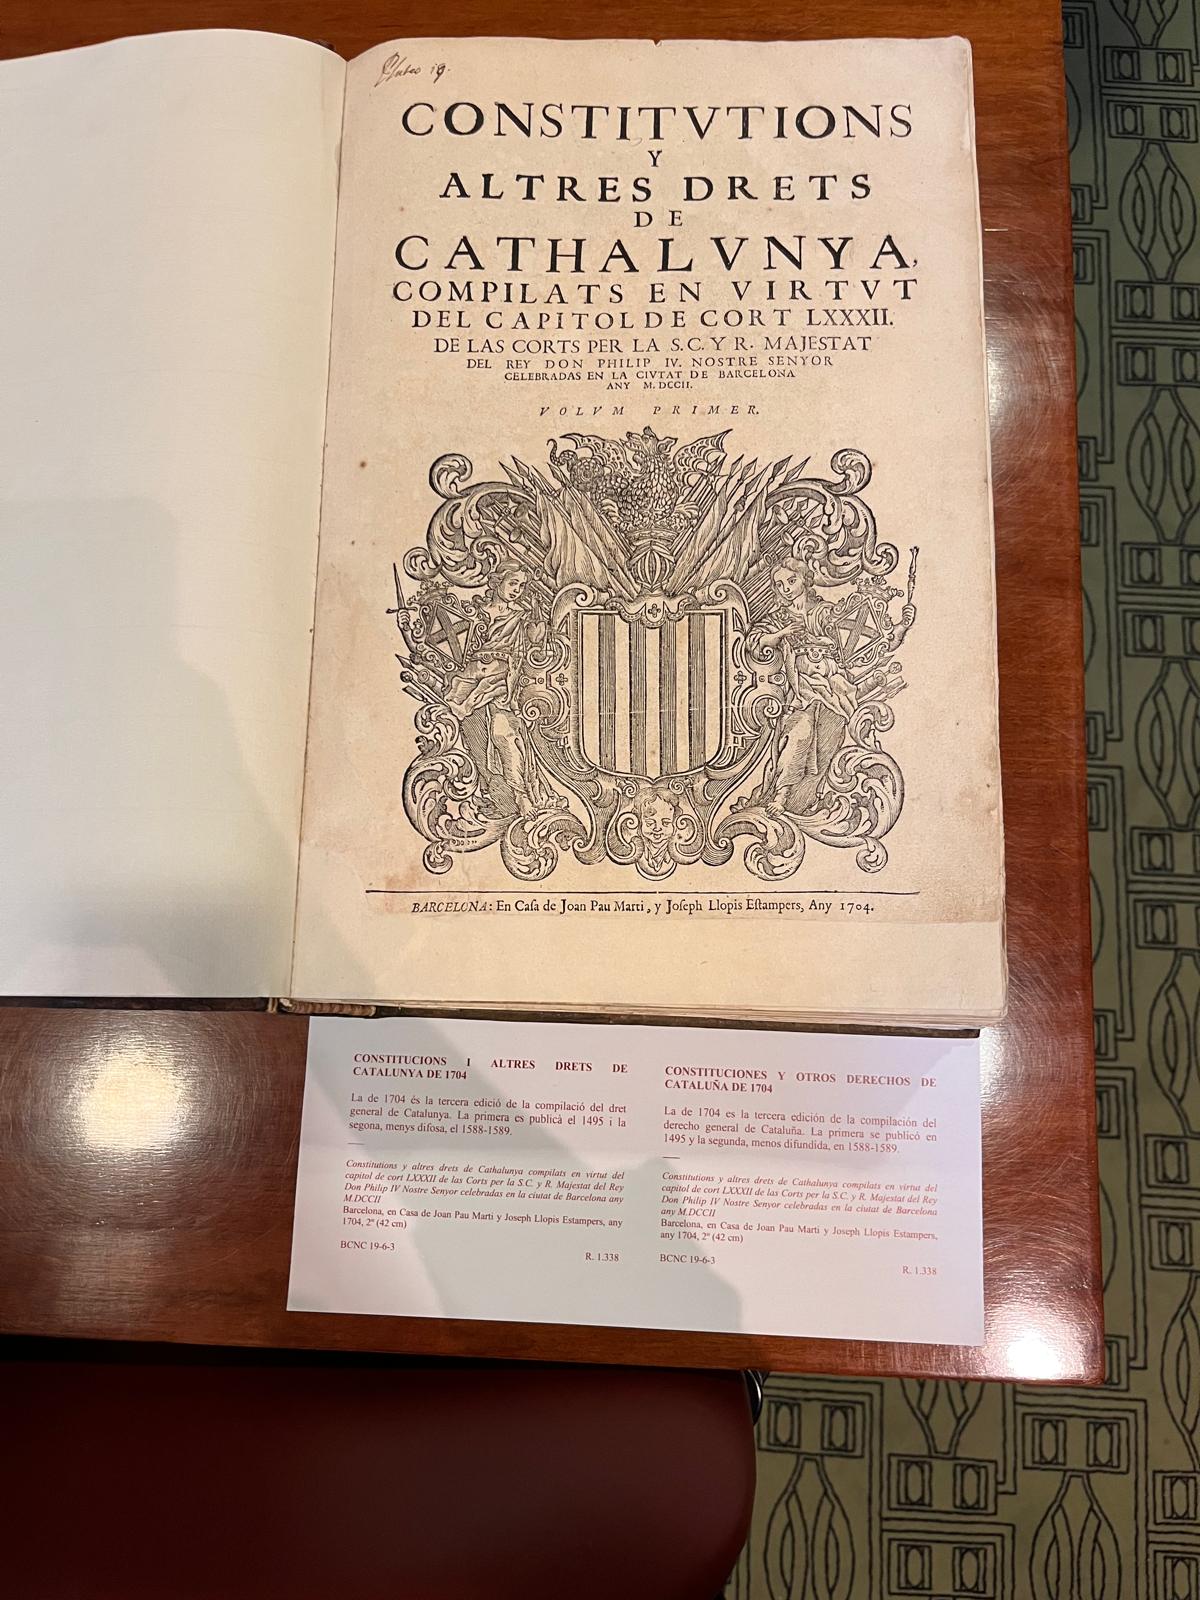 CONSTITVTIONS
Y
ALTRES DRETS
DE
CATHALVNYA,
COMPILATS EN VIRTVT
DEL CAPITOL DE CORT LXXXII.
DE LAS CORTS PER LA S.C. Y R. MAJESTAT
DEL REY DON PHILIP IV. NOSTRE SENYOR
CELEBRADAS EN LA CIVTAT DE BARCELONA
ANY M. DCCII.
VOLVM PRIMER.
BARCELONA: En Caſa de Joan Pau Marti, y Joſeph Llopis Eſtampers, Any 1704.
CONSTITUCIONS I ALTRES DRETS DE
CATALUNYA DE 1704
La de 1704 és la tercera edició de la compilació del dret
general de Catalunya. La primera es publicà el 1495 i la
segona, menys difosa, el 1588-1589.
Constitutions y altres drets de Cathalunya compilats en virtut del
capitol de cort LXXXII de las Corts per la S.C. y R. Majestat del Rey
Don Philip IV Nostre Senyor celebradas en la ciutat de Barcelona any
M.DCCII
Barcelona, en Casa de Joan Pau Marti y Joseph Llopis Estampers, any
1704, 2º (42 cm)
BCNC 19-6-3
R. 1.338
CONSTITUCIONES Y OTROS DERECHOS DE
CATALUÑA DE 1704
La de 1704 es la tercera edición de la compilación del
derecho general de Cataluña. La primera se publicó en
1495 y la segunda, menos difundida, en 1588-1589.
Constitutions y altres drets de Cathalunya compilats en virtut del
capitol de cort LXXXII de las Corts per la S.C. y R. Majestat del Rey
Don Philip IV Nostre Senyor celebradas en la ciutat de Barcelona
any M.DCCII
Barcelona, en Casa de Joan Pau Marti y Joseph Llopis Estampers,
any 1704, 2º (42 cm)
BCNC 19-6-3
R. 1.338